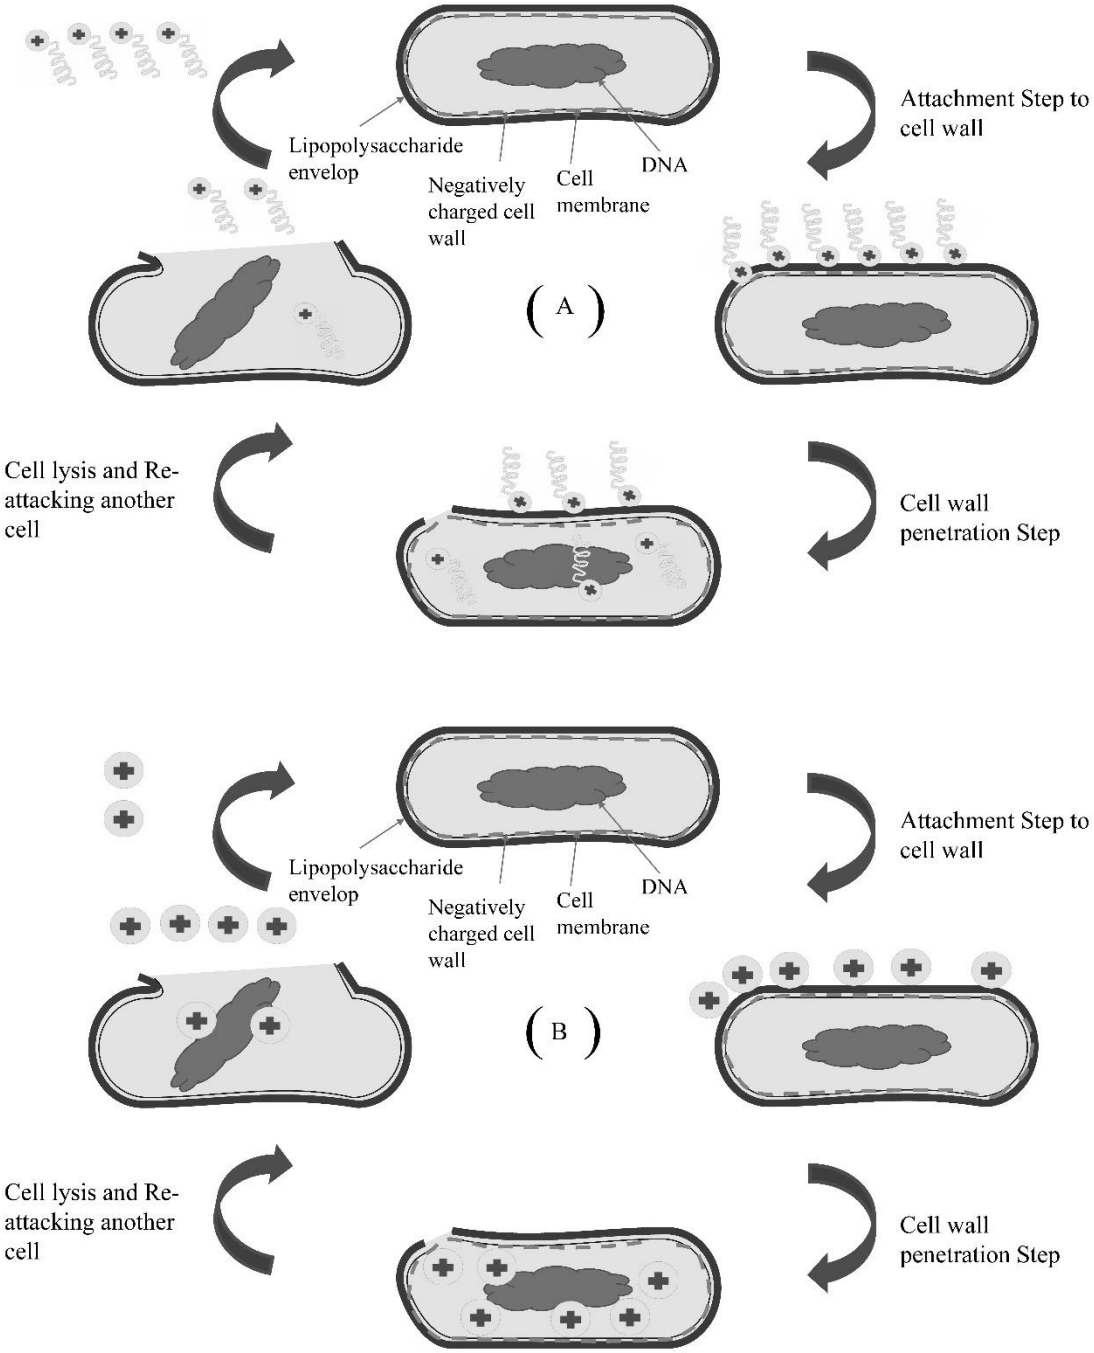 Lipopolysaccharide
envelop
Negatively
charged cell
wall
Cell
membrane
DNA
Attachment Step to
cell wall
( A )
Cell lysis and Re-
attacking another
cell
Cell wall
penetration Step
Lipopolysaccharide
envelop
Negatively
charged cell
wall
Cell
membrane
DNA
Attachment Step to
cell wall
( B )
Cell lysis and Re-
attacking another
cell
Cell wall
penetration Step